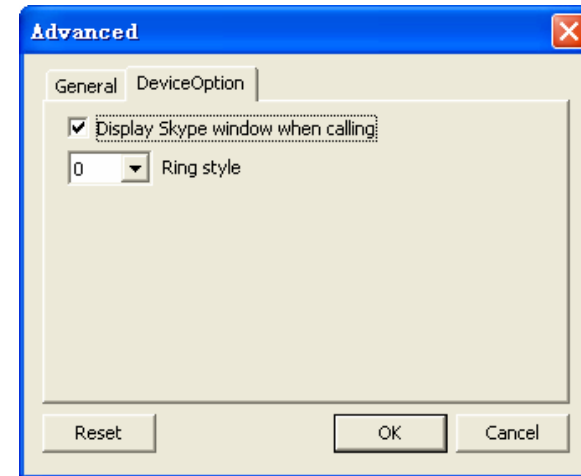 Advanced
General DeviceOption
Display Skype window when calling
0 Ring style
Reset OK Cancel